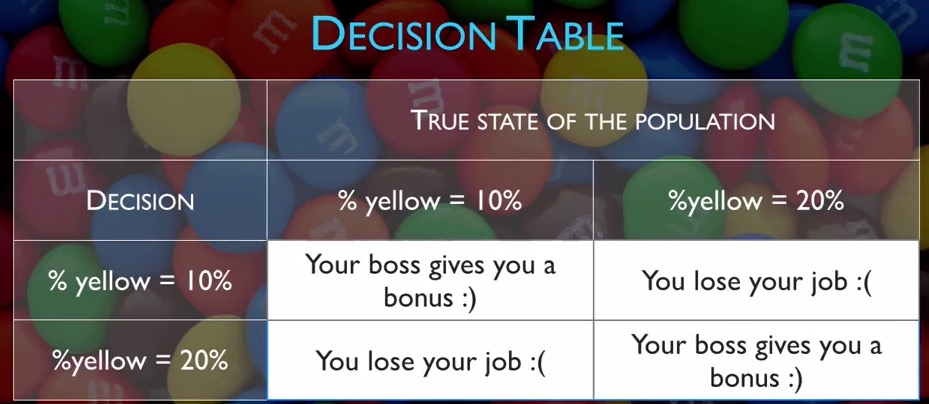 DECISION TABLE
TRUE STATE OF THE POPULATION
DECISION
% yellow = 10%
%yellow = 20%
% yellow = 10%
Your boss gives you a
bonus :)
You lose your job :(
%yellow = 20%
You lose your job :(
Your boss gives you a
bonus :)
m
m
m
m
m
m
m